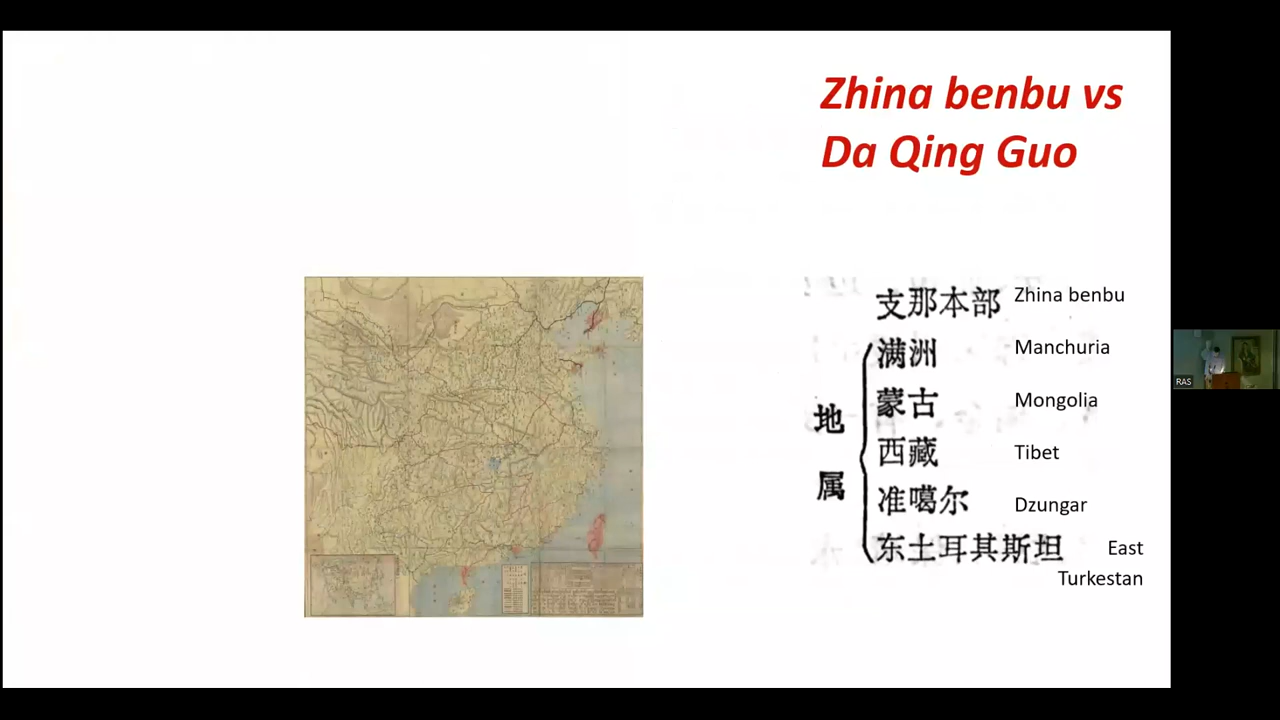 Zhina benbu vs
Da Qing Guo
支那本部 Zhina benbu
满洲 Manchuria
蒙古 Mongolia
西藏 Tibet
准噶尔 Dzungar
东土耳其斯坦 East
Turkestan
地
属
RAS